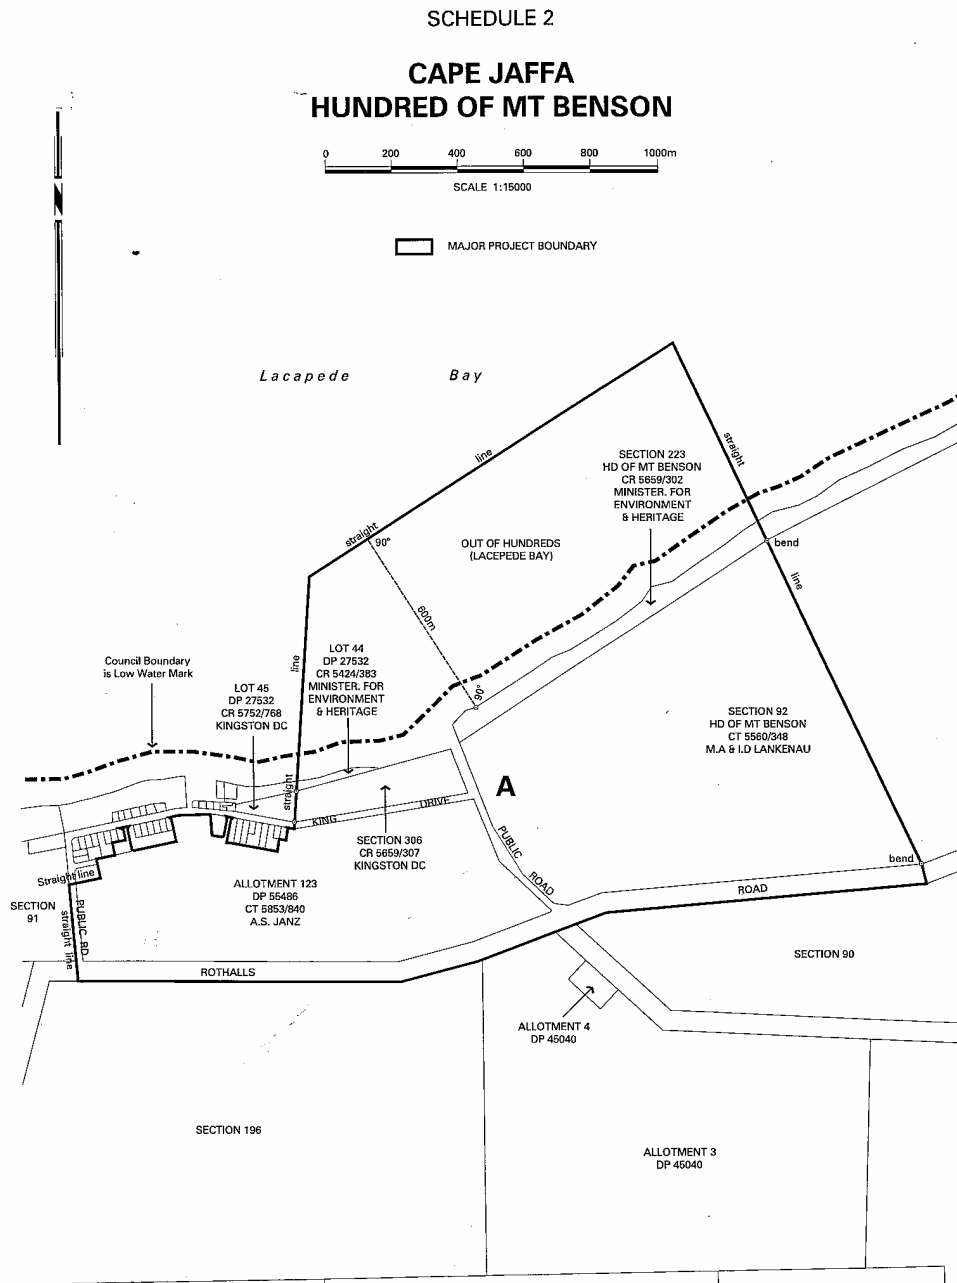 SCHEDULE 2
CAPE JAFFA
HUNDRED OF MT BENSON
0 200 400 600 800 1000m
SCALE 1:15000
N
MAJOR PROJECT BOUNDARY
Lacapede Bay
line
straight
SECTION 223
HD OF MT BENSON
CR 5659/302
MINISTER. FOR
ENVIRONMENT
& HERITAGE
straight
90°
OUT OF HUNDREDS
(LACEPEDE BAY)
bend
line
600m
line
LOT 44
DP 27532
CR 5424/383
MINISTER. FOR
ENVIRONMENT
& HERITAGE
Council Boundary
is Low Water Mark
LOT 45
DP 27532
CR 5752/768
KINGSTON DC
90°
SECTION 92
HD OF MT BENSON
CT 5560/348
M.A & I.D LANKENAU
straight
A
KING DRIVE
SECTION 306
CR 5659/307
KINGSTON DC
PUBLIC ROAD
bend
Straight line
ALLOTMENT 123
DP 55486
CT 5853/840
A.S. JANZ
ROAD
SECTION
91
PUBLIC RD
straight line
ROTHALLS
SECTION 90
ALLOTMENT 4
DP 45040
SECTION 196
ALLOTMENT 3
DP 45040